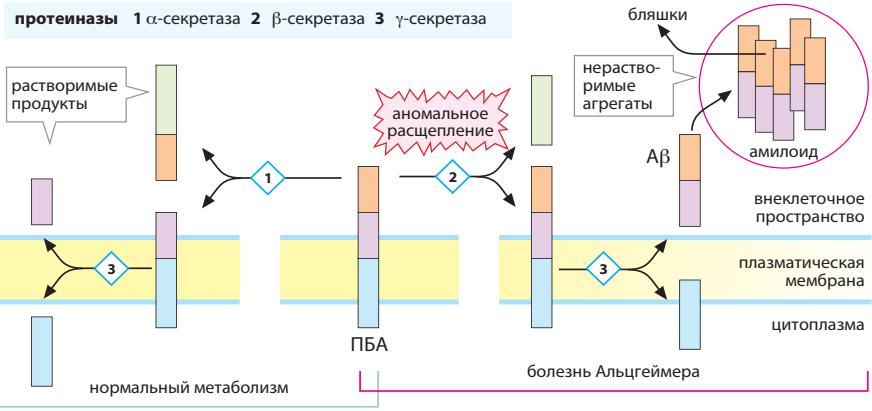 протеиназы 1 α-секретаза 2 β-секретаза 3 γ-секретаза
бляшки
растворимые
продукты
нераство-
римые
агрегаты
аномальное
расщепление
амилоид
Aβ
1
2
внеклеточное
пространство
3
3
плазматическая
мембрана
цитоплазма
ПБА
нормальный метаболизм
болезнь Альцгеймера